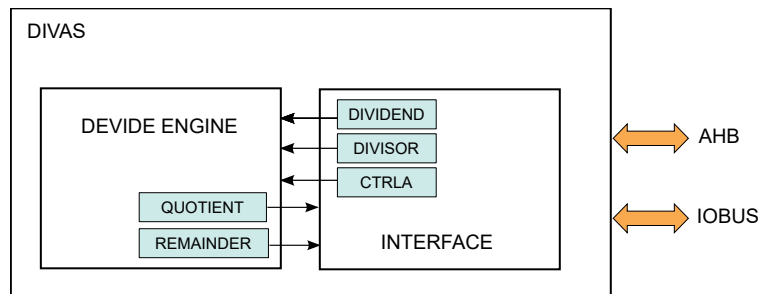 DIVAS
DEVIDE ENGINE
DIVIDEND
DIVISOR
CTRLA
QUOTIENT
REMAINDER
INTERFACE
AHB
IOBUS